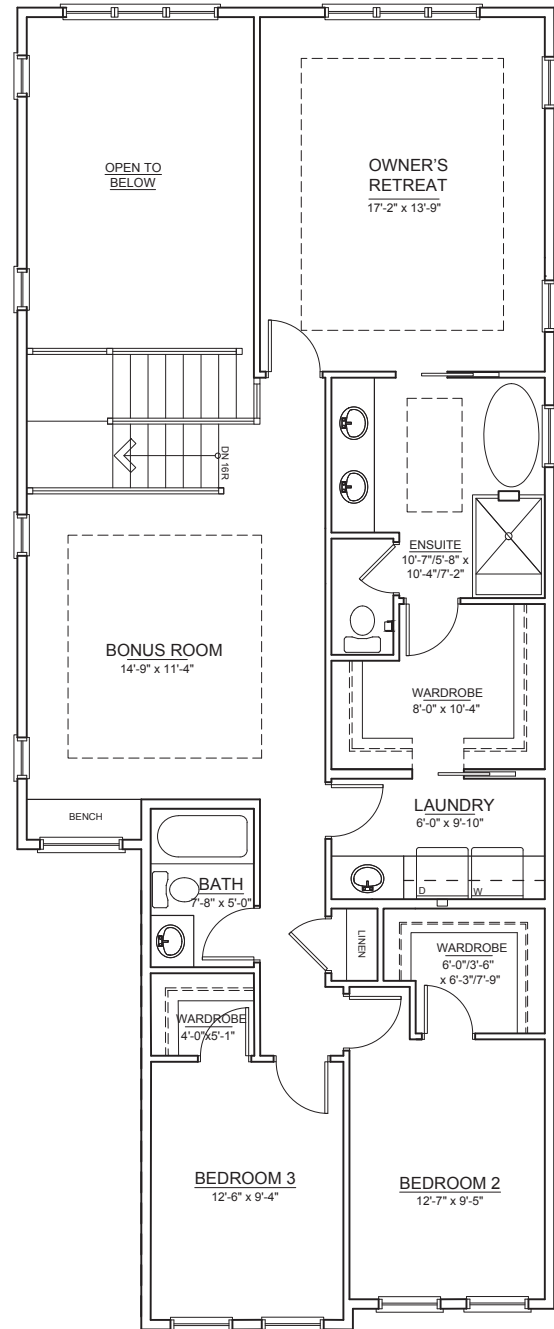 OPEN TO
BELOW
OWNER'S
RETREAT
17'-2" x 13'-9"
DN 16R
ENSUITE
10'-7"/5'-8" x
10'-4"/7'-2"
BONUS ROOM
14'-9" x 11'-4"
WARDROBE
8'-0" x 10'-4"
BENCH
LAUNDRY
6'-0" x 9'-10"
D
W
BATH
7'-8" x 5'-0"
LINEN
WARDROBE
6'-0"/3'-6"
x 6'-3"/7'-9"
WARDROBE
4'-0"x5'-1"
BEDROOM 3
12'-6" x 9'-4"
BEDROOM 2
12'-7" x 9'-5"